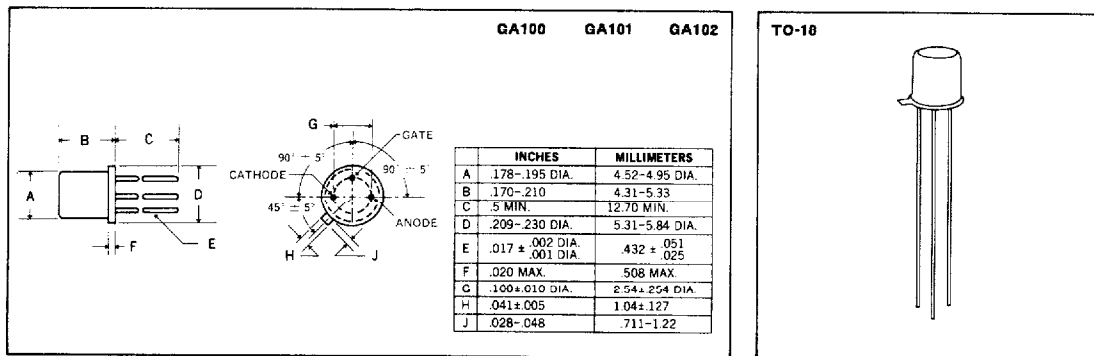 GA100 GA101 GA102
TO-18
B C
G
GATE
90° ± 5°
90° ± 5°
CATHODE
A
D
45° ± 5°
ANODE
F
E
H
J
INCHES MILLIMETERS
A .178-.195 DIA. 4.52-4.95 DIA.
B .170-.210 4.31-5.33
C .5 MIN. 12.70 MIN.
D .209-.230 DIA. 5.31-5.84 DIA.
E .017 ± .002 DIA. .001 DIA. .432 ± .051 .025
F .020 MAX. .508 MAX.
G .100±.010 DIA. 2.54±.254 DIA.
H .041±.005 1.04±.127
J .028-.048 .711-1.22